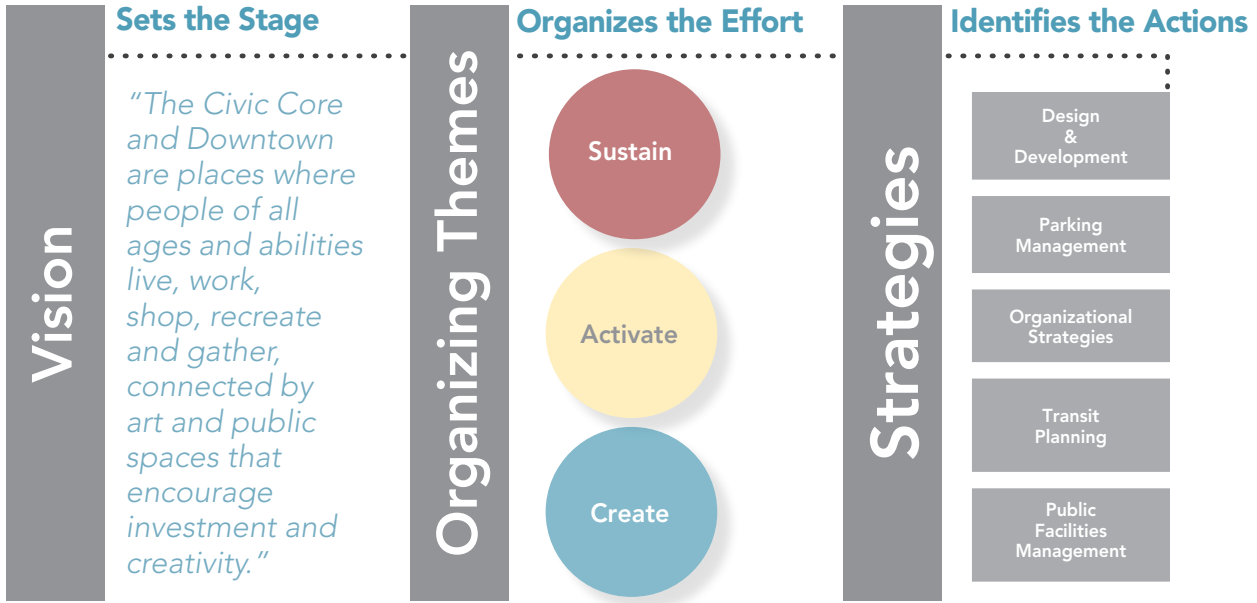 Vision
Sets the Stage
“The Civic Core
and Downtown
are places where
people of all
ages and abilities
live, work,
shop, recreate
and gather,
connected by
art and public
spaces that
encourage
investment and
creativity.”
Organizing Themes
Organizes the Effort
Sustain
Activate
Create
Strategies
Identifies the Actions
Design
&
Development
Parking
Management
Organizational
Strategies
Transit
Planning
Public
Facilities
Management